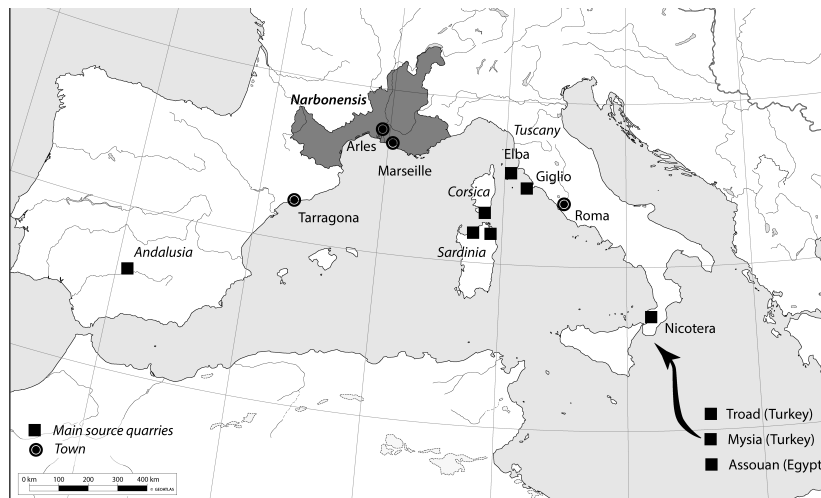 Narbonensis
Arles
Marseille
Tarragona
Andalusia
Tuscany
Elba
Giglio
Corsica
Roma
Sardinia
Nicotera
Troad (Turkey)
Mysia (Turkey)
Assouan (Egypt
Main source quarries
Town
0 km 100 200 300 400 km
© GEOATLAS